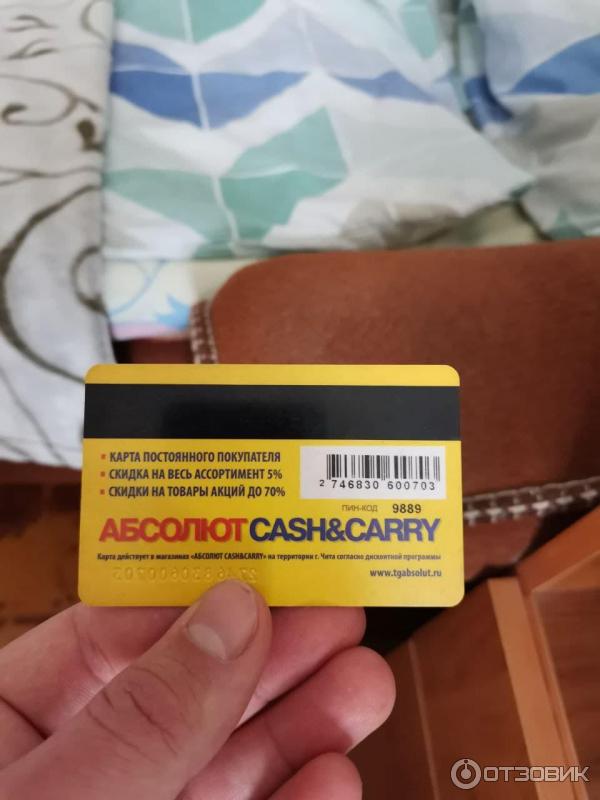 ▪ КАРТА ПОСТОЯННОГО ПОКУПАТЕЛЯ
▪ СКИДКА НА ВЕСЬ АССОРТИМЕНТ 5%
▪ СКИДКИ НА ТОВАРЫ АКЦИЙ ДО 70%
2 746830 600703
ПИН-КОД 9889
АБСОЛЮТ CASH&CARRY
Карта действует в магазинах «АБСОЛЮТ CASH&CARRY» на территории г. Чита согласно дисконтной программы
www.tgabsolut.ru
2746830600703
ОТЗОВИК